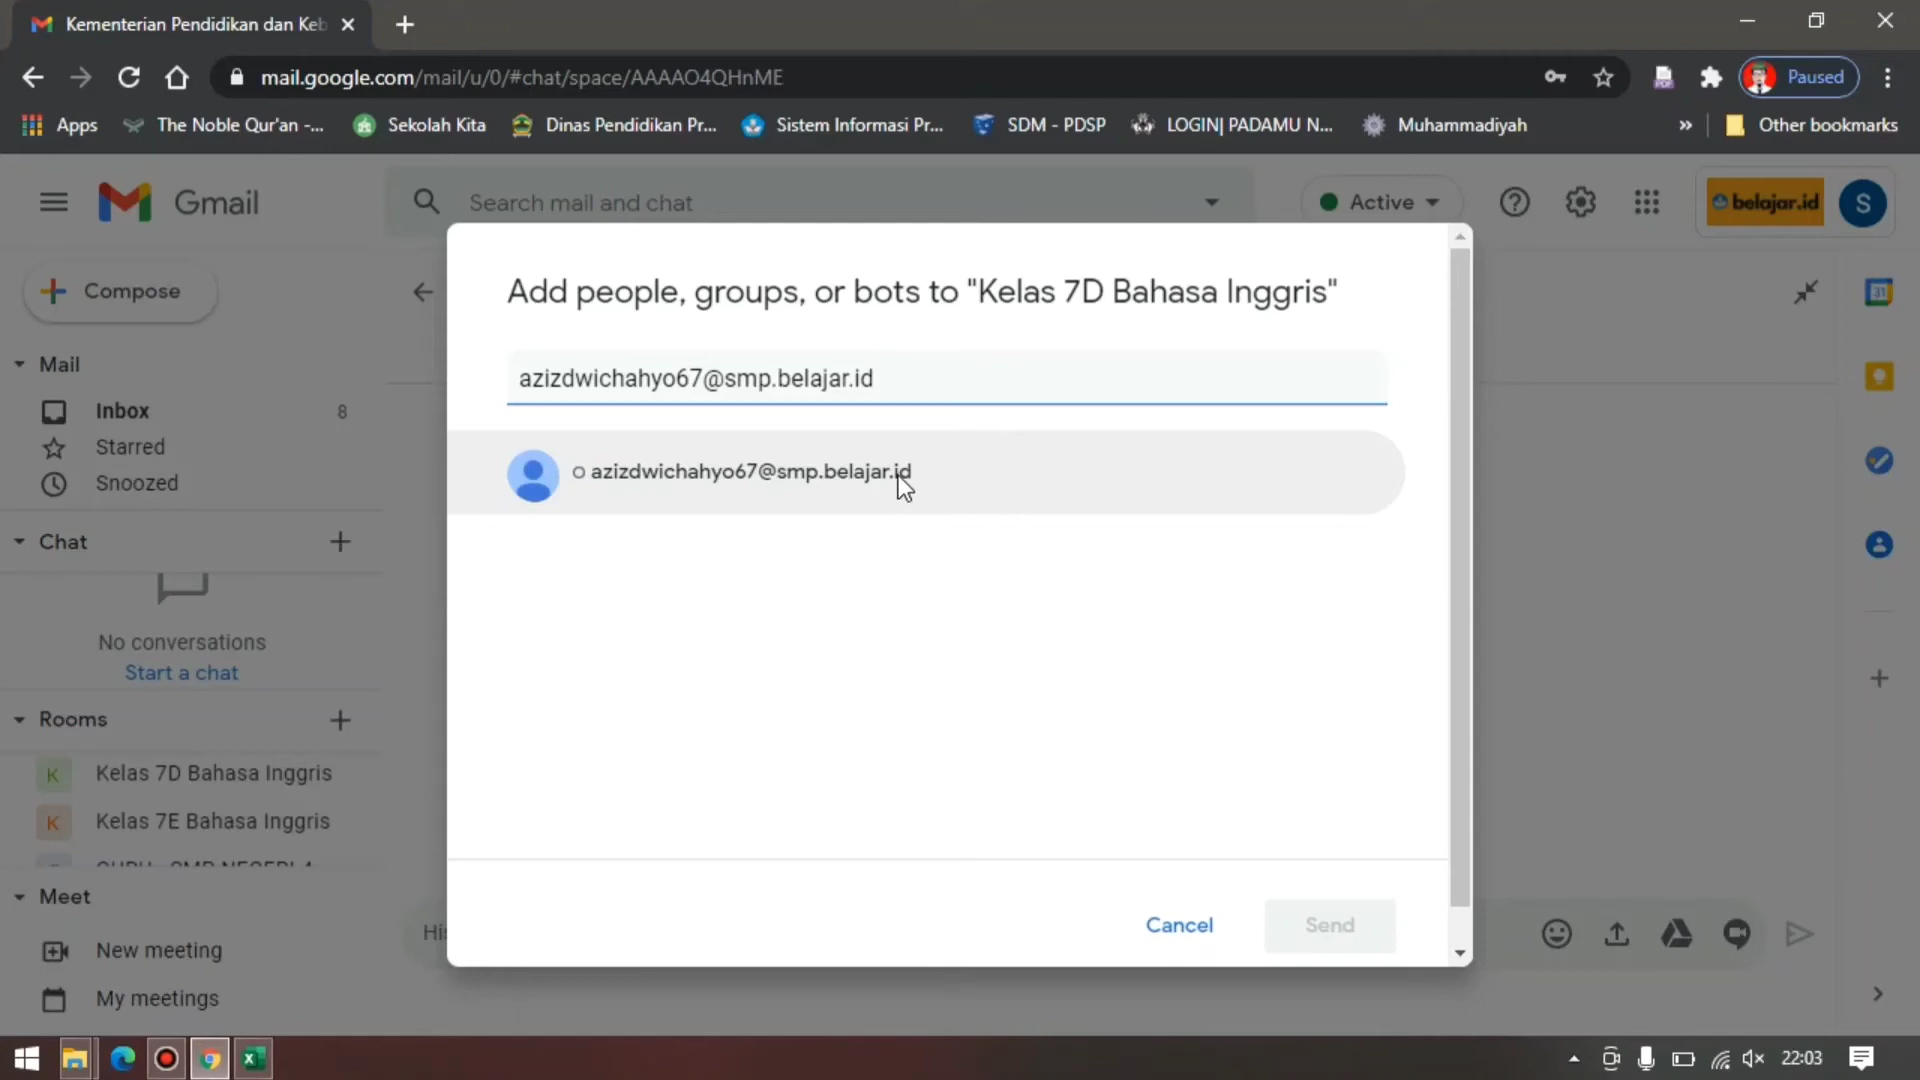 Kementerian Pendidikan dan Keb
mail.google.com/mail/u/0/#chat/space/AAAAO4QHnME
Paused
Apps
The Noble Qur'an -...
Sekolah Kita
Dinas Pendidikan Pr...
Sistem Informasi Pr...
SDM - PDSP
LOGIN| PADAMU N...
Muhammadiyah
»
Other bookmarks
Gmail
Search mail and chat
Active
belajar.id
S
Compose
Mail
Inbox 8
Starred
Snoozed
Chat
No conversations
Start a chat
Rooms
K Kelas 7D Bahasa Inggris
K Kelas 7E Bahasa Inggris
Meet
New meeting
My meetings
Add people, groups, or bots to "Kelas 7D Bahasa Inggris"
azizdwichahyo67@smp.belajar.id
azizdwichahyo67@smp.belajar.id
Cancel
Send
His
31
22:03